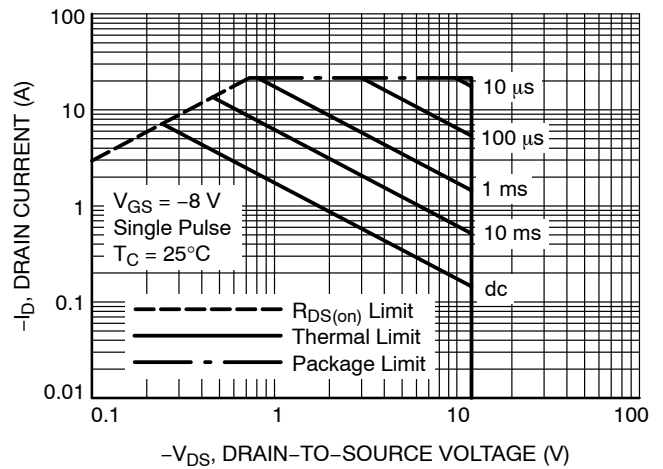 100
10
1
0.1
0.01
-I_D, DRAIN CURRENT (A)
10 µs
100 µs
1 ms
10 ms
dc
V_GS = −8 V
Single Pulse
T_C = 25°C
R_DS(on) Limit
Thermal Limit
Package Limit
0.1
1
10
100
-V_DS, DRAIN−TO−SOURCE VOLTAGE (V)